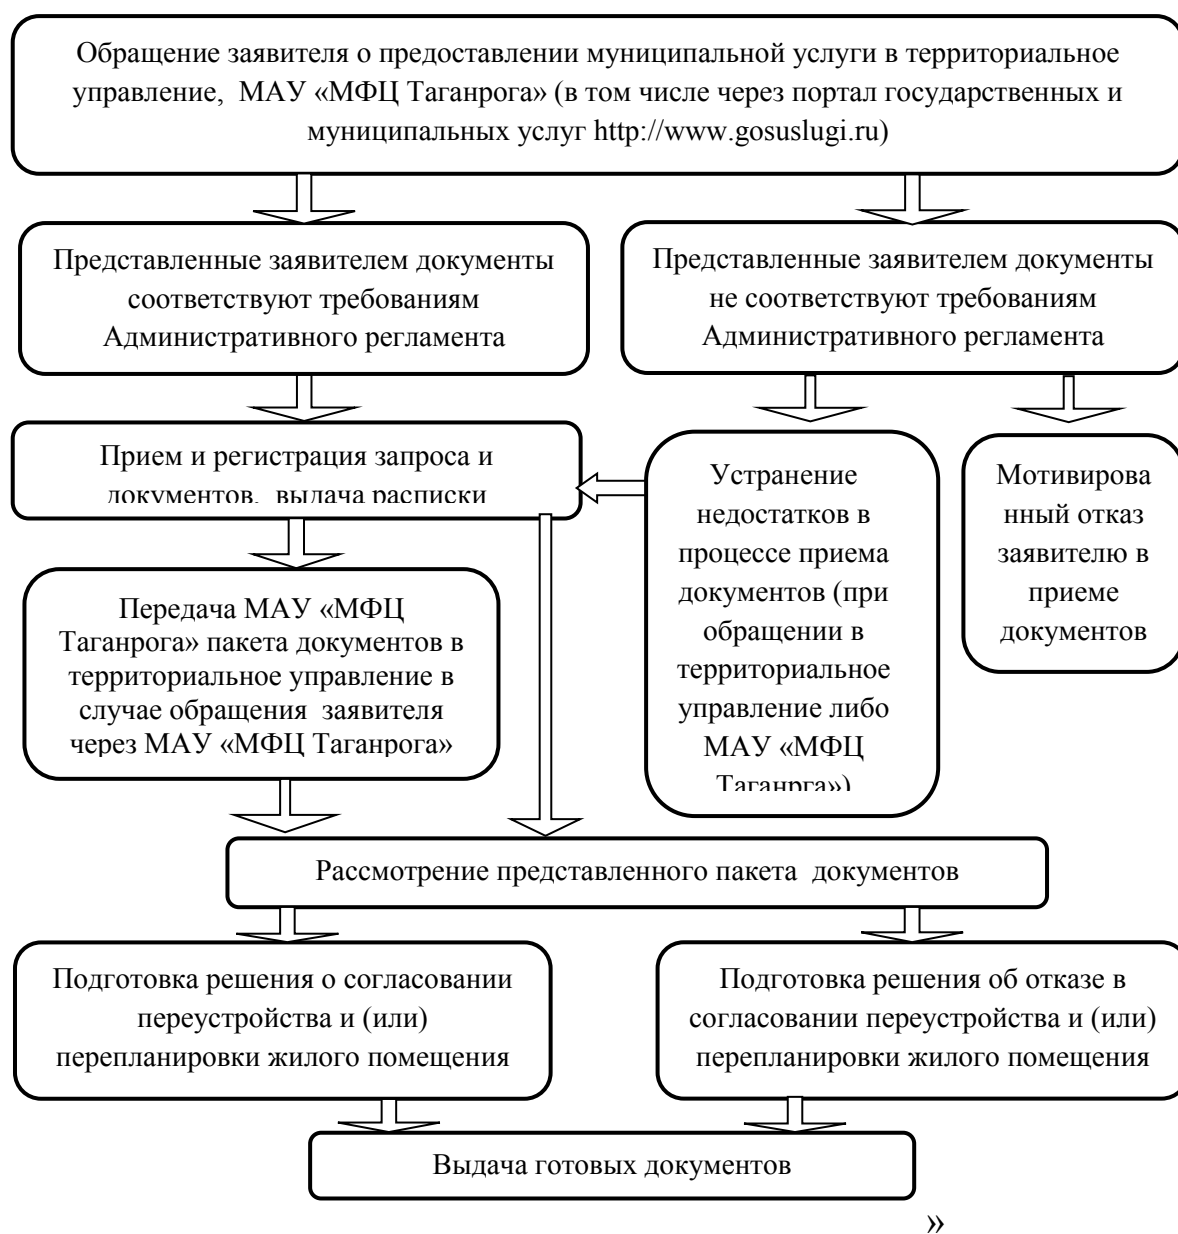 Обращение заявителя о предоставлении муниципальной услуги в территориальное
управление, МАУ «МФЦ Таганрога» (в том числе через портал государственных и
муниципальных услуг http://www.gosuslugi.ru)
Представленные заявителем документы
соответствуют требованиям
Административного регламента
Представленные заявителем документы
не соответствуют требованиям
Административного регламента
Прием и регистрация запроса и
документов, выдача расписки
Устранение
недостатков в
процессе приема
документов (при
обращении в
территориальное
управление либо
МАУ «МФЦ
Таганрга»)
Мотивирова
нный отказ
заявителю в
приеме
документов
Передача МАУ «МФЦ
Таганрога» пакета документов в
территориальное управление в
случае обращения заявителя
через МАУ «МФЦ Таганрога»
Рассмотрение представленного пакета документов
Подготовка решения о согласовании
переустройства и (или)
перепланировки жилого помещения
Подготовка решения об отказе в
согласовании переустройства и (или)
перепланировки жилого помещения
Выдача готовых документов
»